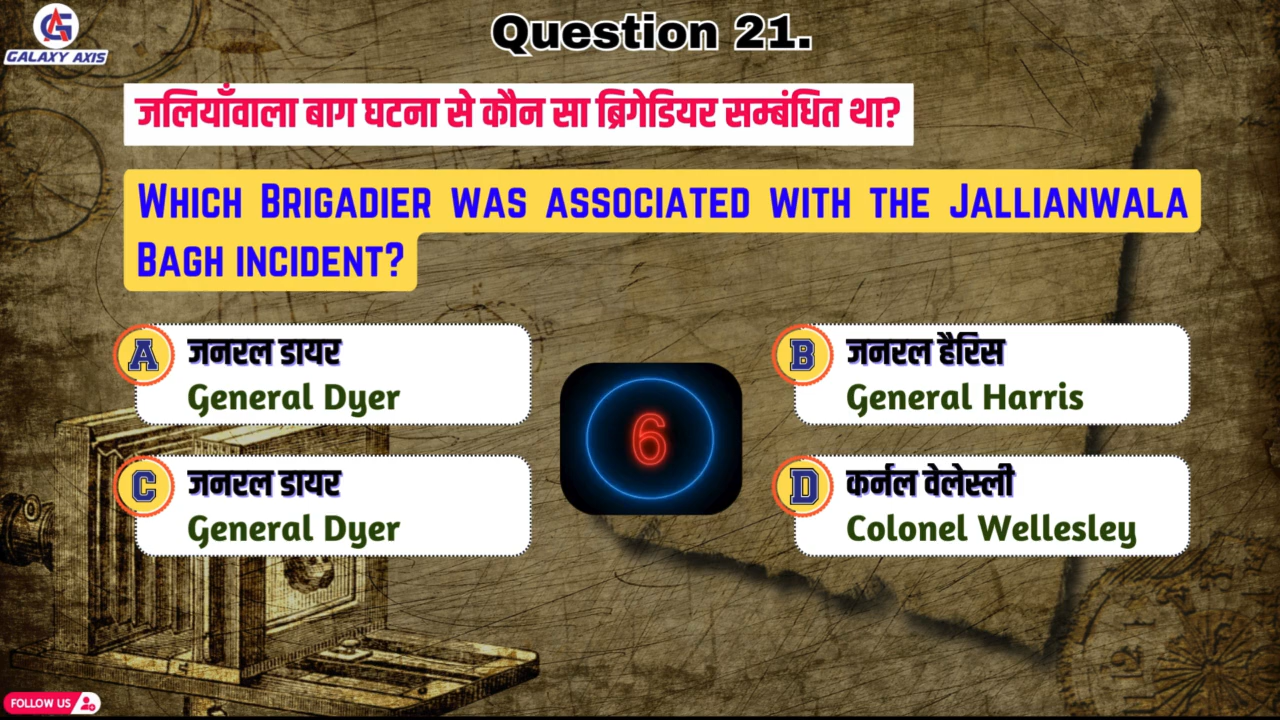 GALAXY AXIS
Question 21.
जलियाँवाला बाग घटना से कौन सा ब्रिगेडियर सम्बंधित था?
Which Brigadier was associated with the Jallianwala
Bagh incident?
A जनरल डायर
General Dyer
B जनरल हैरिस
General Harris
6
C जनरल डायर
General Dyer
D कर्नल वेलेस्ली
Colonel Wellesley
FOLLOW US